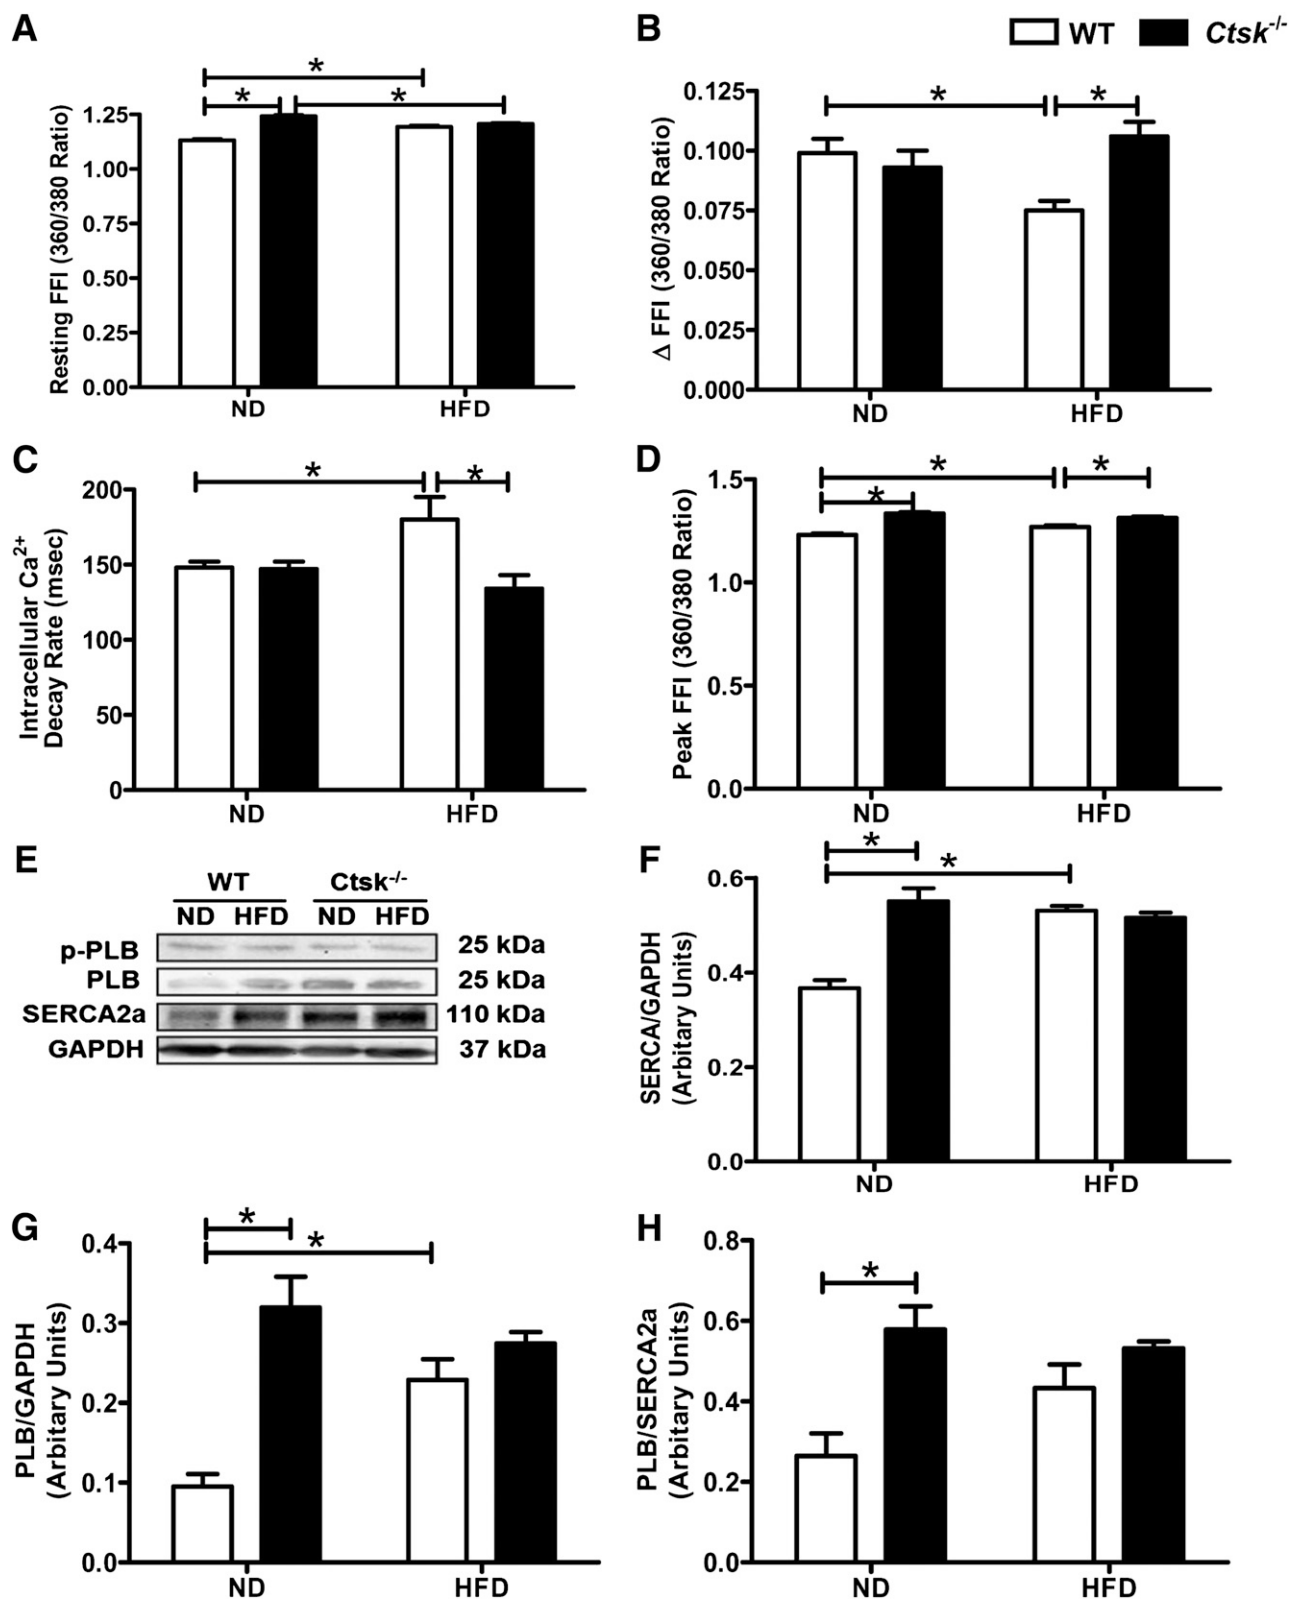 A
B
WT Ctsk-/-
* * *
Resting FFI (360/380 Ratio)
1.25
1.00
0.75
0.50
0.25
0.00
ND HFD
* *
Δ FFI (360/380 Ratio)
0.125
0.100
0.075
0.050
0.025
0.000
ND HFD
C
* *
Intracellular Ca2+
Decay Rate (msec)
200
150
100
50
0
ND HFD
D
* * *
Peak FFI (360/380 Ratio)
1.5
1.0
0.5
0.0
ND HFD
E
WT Ctsk-/-
ND HFD ND HFD
p-PLB 25 kDa
PLB 25 kDa
SERCA2a 110 kDa
GAPDH 37 kDa
F
* *
SERCA/GAPDH
(Arbitary Units)
0.6
0.4
0.2
0.0
ND HFD
G
* *
PLB/GAPDH
(Arbitary Units)
0.4
0.3
0.2
0.1
0.0
ND HFD
H
*
PLB/SERCA2a
(Arbitary Units)
0.8
0.6
0.4
0.2
0.0
ND HFD